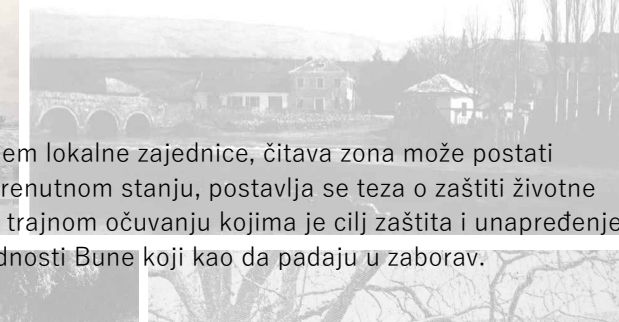 em lokalne zajednice, čitava zona može postati
renutnom stanju, postavlja se teza o zaštiti životne
trajnom očuvanju kojima je cilj zaštita i unapređenje
dnosti Bune koji kao da padaju u zaborav.